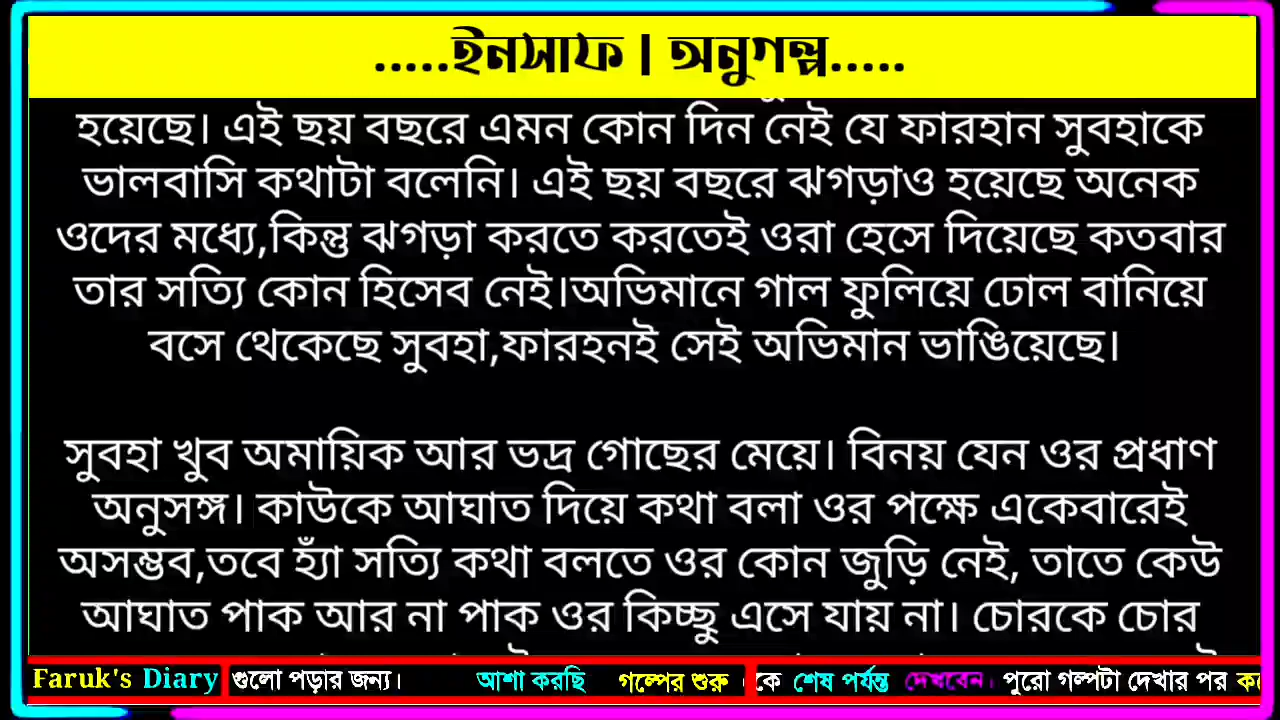 .....ইনসাফ | অনুগল্প.....
হয়েছে। এই ছয় বছরে এমন কোন দিন নেই যে ফারহান সুবহাকে
ভালবাসি কথাটা বলেনি। এই ছয় বছরে ঝগড়াও হয়েছে অনেক
ওদের মধ্যে,কিন্তু ঝগড়া করতে করতেই ওরা হেসে দিয়েছে কতবার
তার সত্যি কোন হিসেব নেই।অভিমানে গাল ফুলিয়ে ঢোল বানিয়ে
বসে থেকেছে সুবহা,ফারহনই সেই অভিমান ভাঙিয়েছে।
সুবহা খুব অমায়িক আর ভদ্র গোছের মেয়ে। বিনয় যেন ওর প্রধাণ
অনুসঙ্গ। কাউকে আঘাত দিয়ে কথা বলা ওর পক্ষে একেবারেই
অসম্ভব,তবে হ্যাঁ সত্যি কথা বলতে ওর কোন জুড়ি নেই, তাতে কেউ
আঘাত পাক আর না পাক ওর কিচ্ছু এসে যায় না। চোরকে চোর
Faruk's Diary গুলো পড়ার জন্য। আশা করছি গল্পের শুরু কে শেষ পর্যন্ত দেখবেন। পুরো গল্পটা দেখার পর